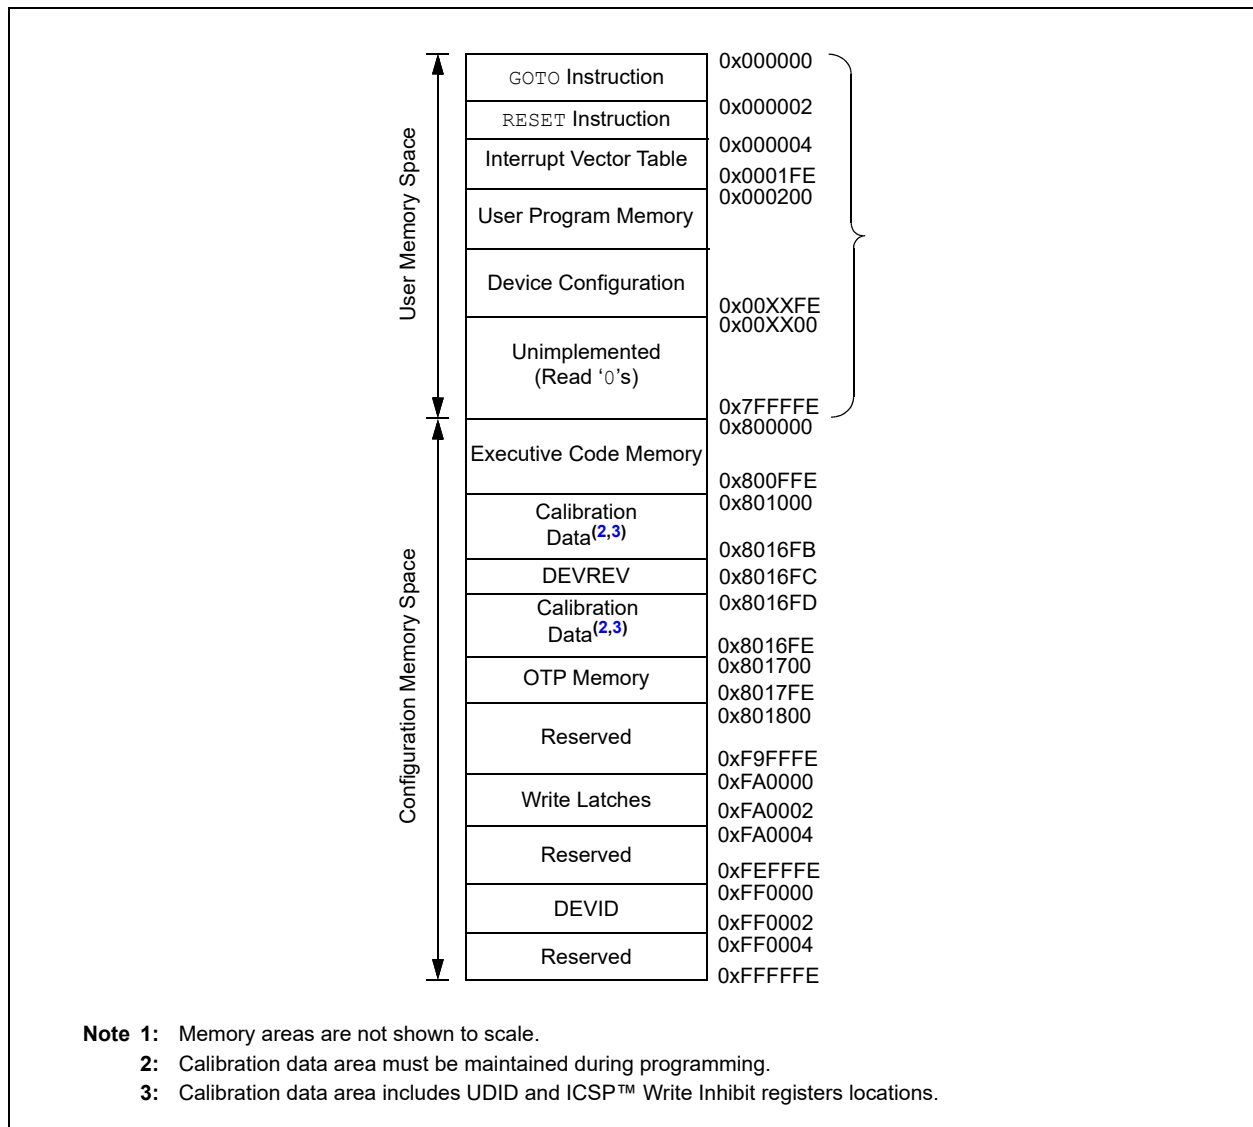 User Memory Space
Configuration Memory Space
GOTO Instruction
0x000000
RESET Instruction
0x000002
Interrupt Vector Table
0x000004
0x0001FE
User Program Memory
0x000200
Device Configuration
0x00XXFE
Unimplemented
(Read ‘0’s)
0x00XX00
0x7FFFFE
Executive Code Memory
0x800000
0x800FFE
Calibration
Data(2,3)
0x801000
0x8016FB
DEVREV
0x8016FC
Calibration
Data(2,3)
0x8016FD
0x8016FE
OTP Memory
0x801700
0x8017FE
Reserved
0x801800
0xF9FFFE
Write Latches
0xFA0000
0xFA0002
Reserved
0xFA0004
0xFEFFFE
DEVID
0xFF0000
0xFF0002
Reserved
0xFF0004
0xFFFFFE
Note 1: Memory areas are not shown to scale.
2: Calibration data area must be maintained during programming.
3: Calibration data area includes UDID and ICSP™ Write Inhibit registers locations.